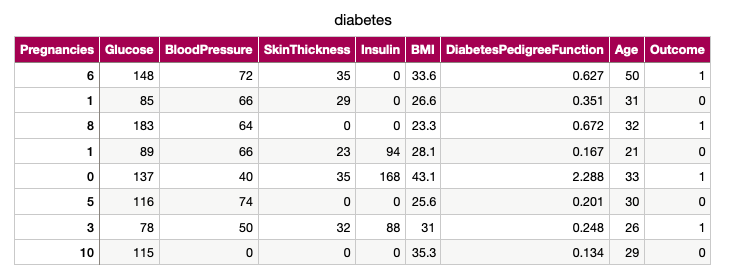 diabetes
Pregnancies Glucose BloodPressure SkinThickness Insulin BMI DiabetesPedigreeFunction Age Outcome
6 148 72 35 0 33.6 0.627 50 1
1 85 66 29 0 26.6 0.351 31 0
8 183 64 0 0 23.3 0.672 32 1
1 89 66 23 94 28.1 0.167 21 0
0 137 40 35 168 43.1 2.288 33 1
5 116 74 0 0 25.6 0.201 30 0
3 78 50 32 88 31 0.248 26 1
10 115 0 0 0 35.3 0.134 29 0